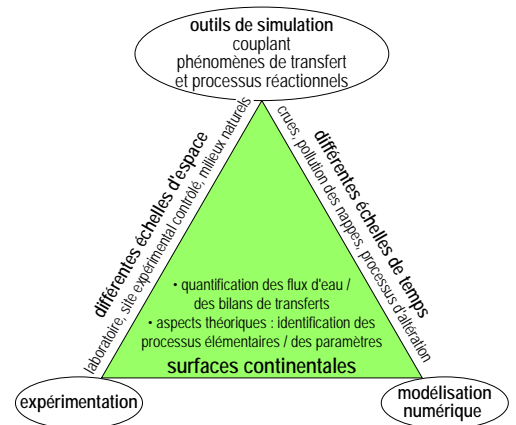 outils de simulation
couplant
phénomènes de transfert
et processus réactionnels
différentes échelles d'espace
laboratoire, site expérimental contrôlé, milieux naturels
différentes échelles de temps
crues, pollution des nappes, processus d'altération
• quantification des flux d'eau /
des bilans de transferts
• aspects théoriques : identification des
processus élémentaires / des paramètres
surfaces continentales
expérimentation
modélisation
numérique